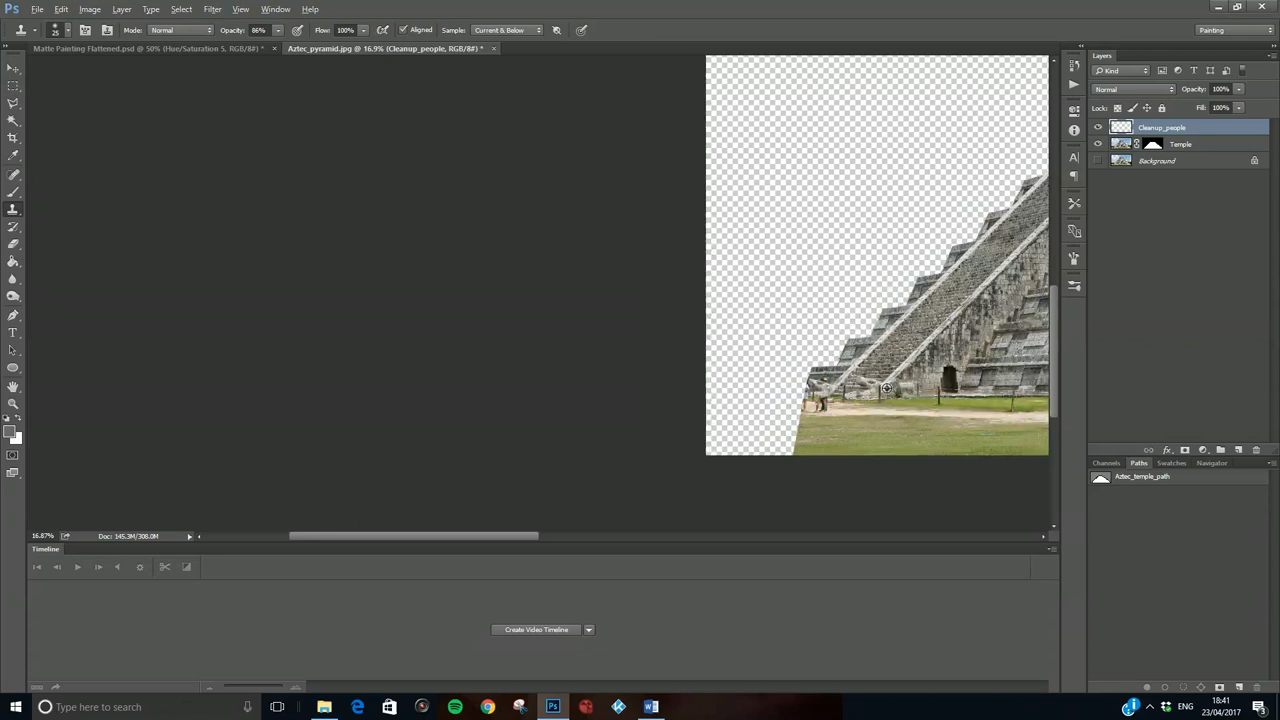 Ps File Edit Image Layer Type Select Filter View Window Help
25 Mode: Normal Opacity: 86% Flow: 100% Aligned Sample: Current & Below Painting
Matte Painting Flattened.psd @ 50% (Hue/Saturation 5, RGB/8#) * × Aztec_pyramid.jpg @ 16.9% (Cleanup_people, RGB/8#) * ×
Layers
Kind
Normal Opacity: 100%
Lock: Fill: 100%
Cleanup_people
Temple
Background
Channels Paths Swatches Navigator
Aztec_temple_path
16.87% Doc: 145.3M/308.0M
Timeline
Create Video Timeline
Type here to search
ENG 18:41
23/04/2017